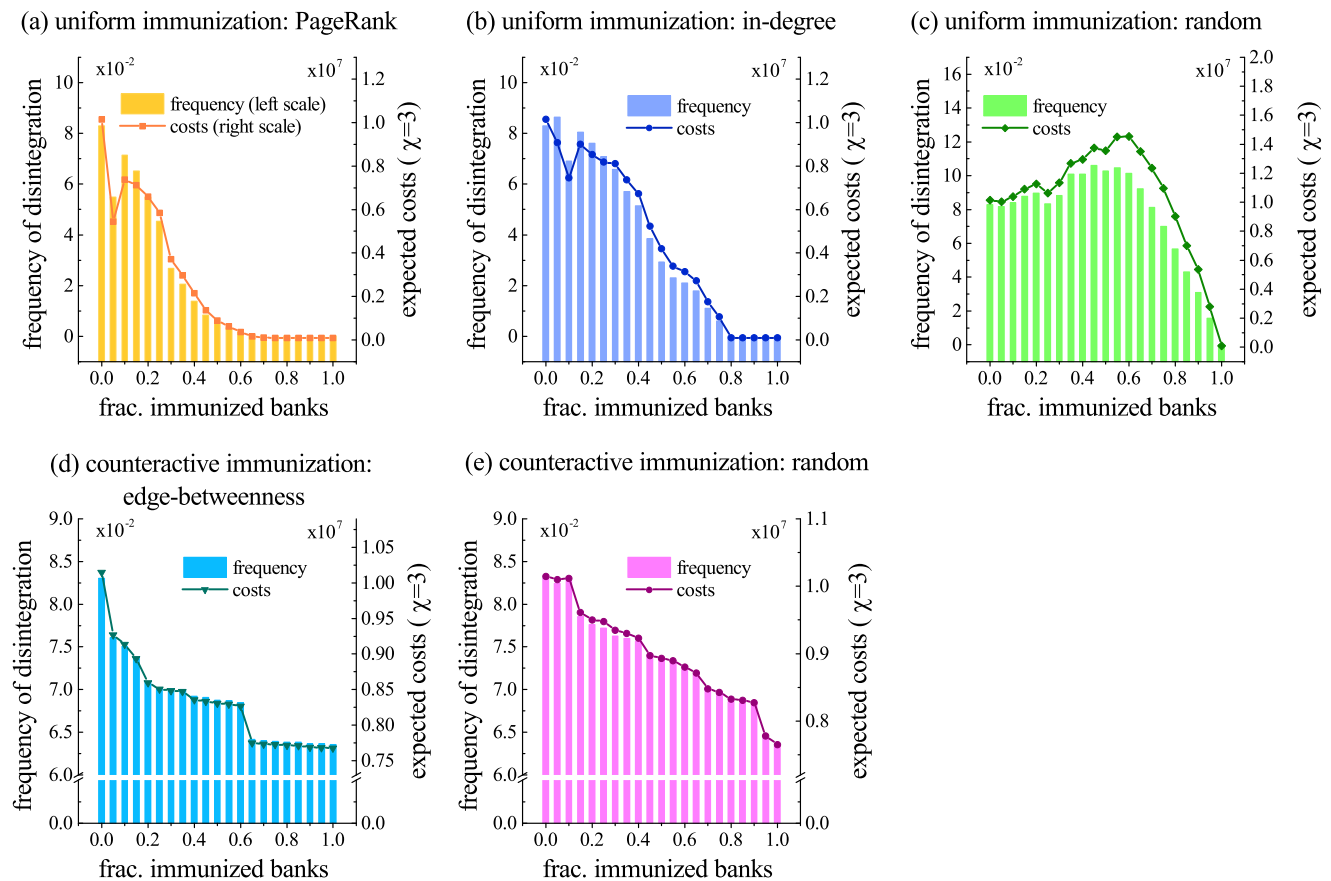 (a) uniform immunization: PageRank
x10-2
x107
frequency (left scale)
costs (right scale)
frequency of disintegration
10
8
6
4
2
0
expected costs ( χ=3)
1.2
1.0
0.8
0.6
0.4
0.2
0.0
0.0 0.2 0.4 0.6 0.8 1.0
frac. immunized banks
(b) uniform immunization: in-degree
x10-2
x107
frequency
costs
frequency of disintegration
10
8
6
4
2
0
expected costs ( χ=3)
1.2
1.0
0.8
0.6
0.4
0.2
0.0
0.0 0.2 0.4 0.6 0.8 1.0
frac. immunized banks
(c) uniform immunization: random
x10-2
x107
frequency
costs
frequency of disintegration
16
14
12
10
8
6
4
2
0
expected costs ( χ=3)
2.0
1.8
1.6
1.4
1.2
1.0
0.8
0.6
0.4
0.2
0.0
0.0 0.2 0.4 0.6 0.8 1.0
frac. immunized banks
(d) counteractive immunization:
edge-betweenness
x10-2
x107
frequency
costs
frequency of disintegration
9.0
8.5
8.0
7.5
7.0
6.5
6.0
0.0
expected costs ( χ=3)
1.05
1.00
0.95
0.90
0.85
0.80
0.75
0.0
0.0 0.2 0.4 0.6 0.8 1.0
frac. immunized banks
(e) counteractive immunization: random
x10-2
x107
frequency
costs
frequency of disintegration
9.0
8.5
8.0
7.5
7.0
6.5
6.0
0.0
expected costs ( χ=3)
1.1
1.0
0.9
0.8
0.0
0.0 0.2 0.4 0.6 0.8 1.0
frac. immunized banks